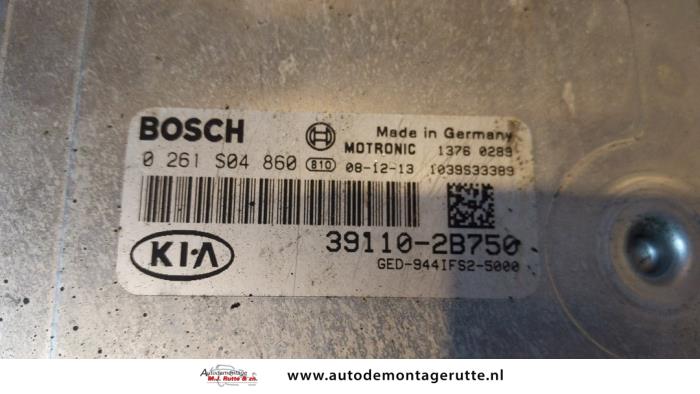 BOSCH
Made in Germany
MOTRONIC 1376 0289
0 261 S04 860 810 08-12-13 1039S33389
KIA
39110-2B750
GED-944IFS2-5000
Autodemontage
M.J. Rutte & zn.
www.autodemontagerutte.nl